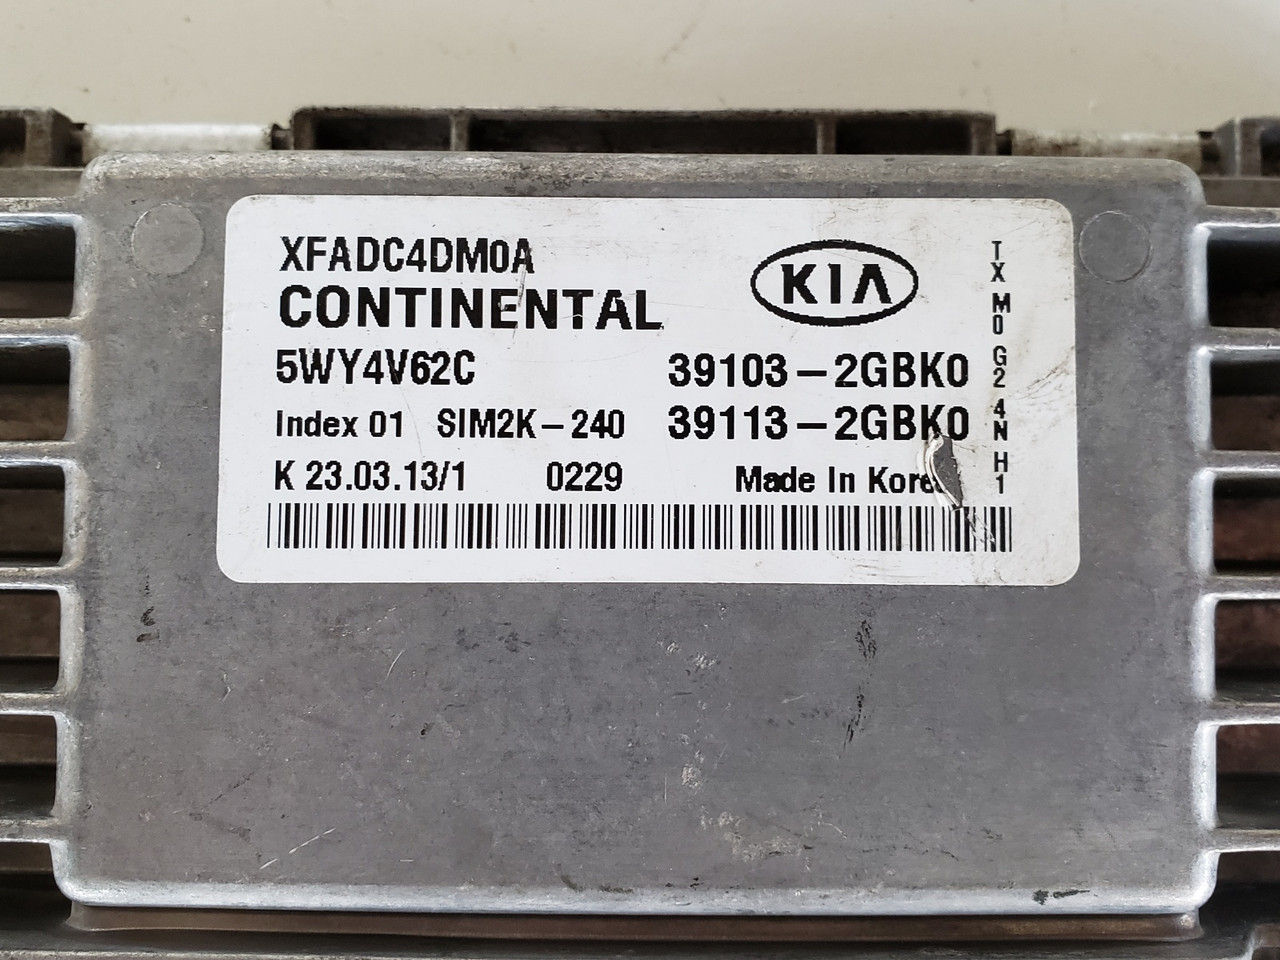 XFADC4DM0A
CONTINENTAL
KIA
5WY4V62C 39103-2GBK0
Index 01 SIM2K-240 39113-2GBK0
K 23.03.13/1 0229 Made In Korea
TX M0 G2 4N H1